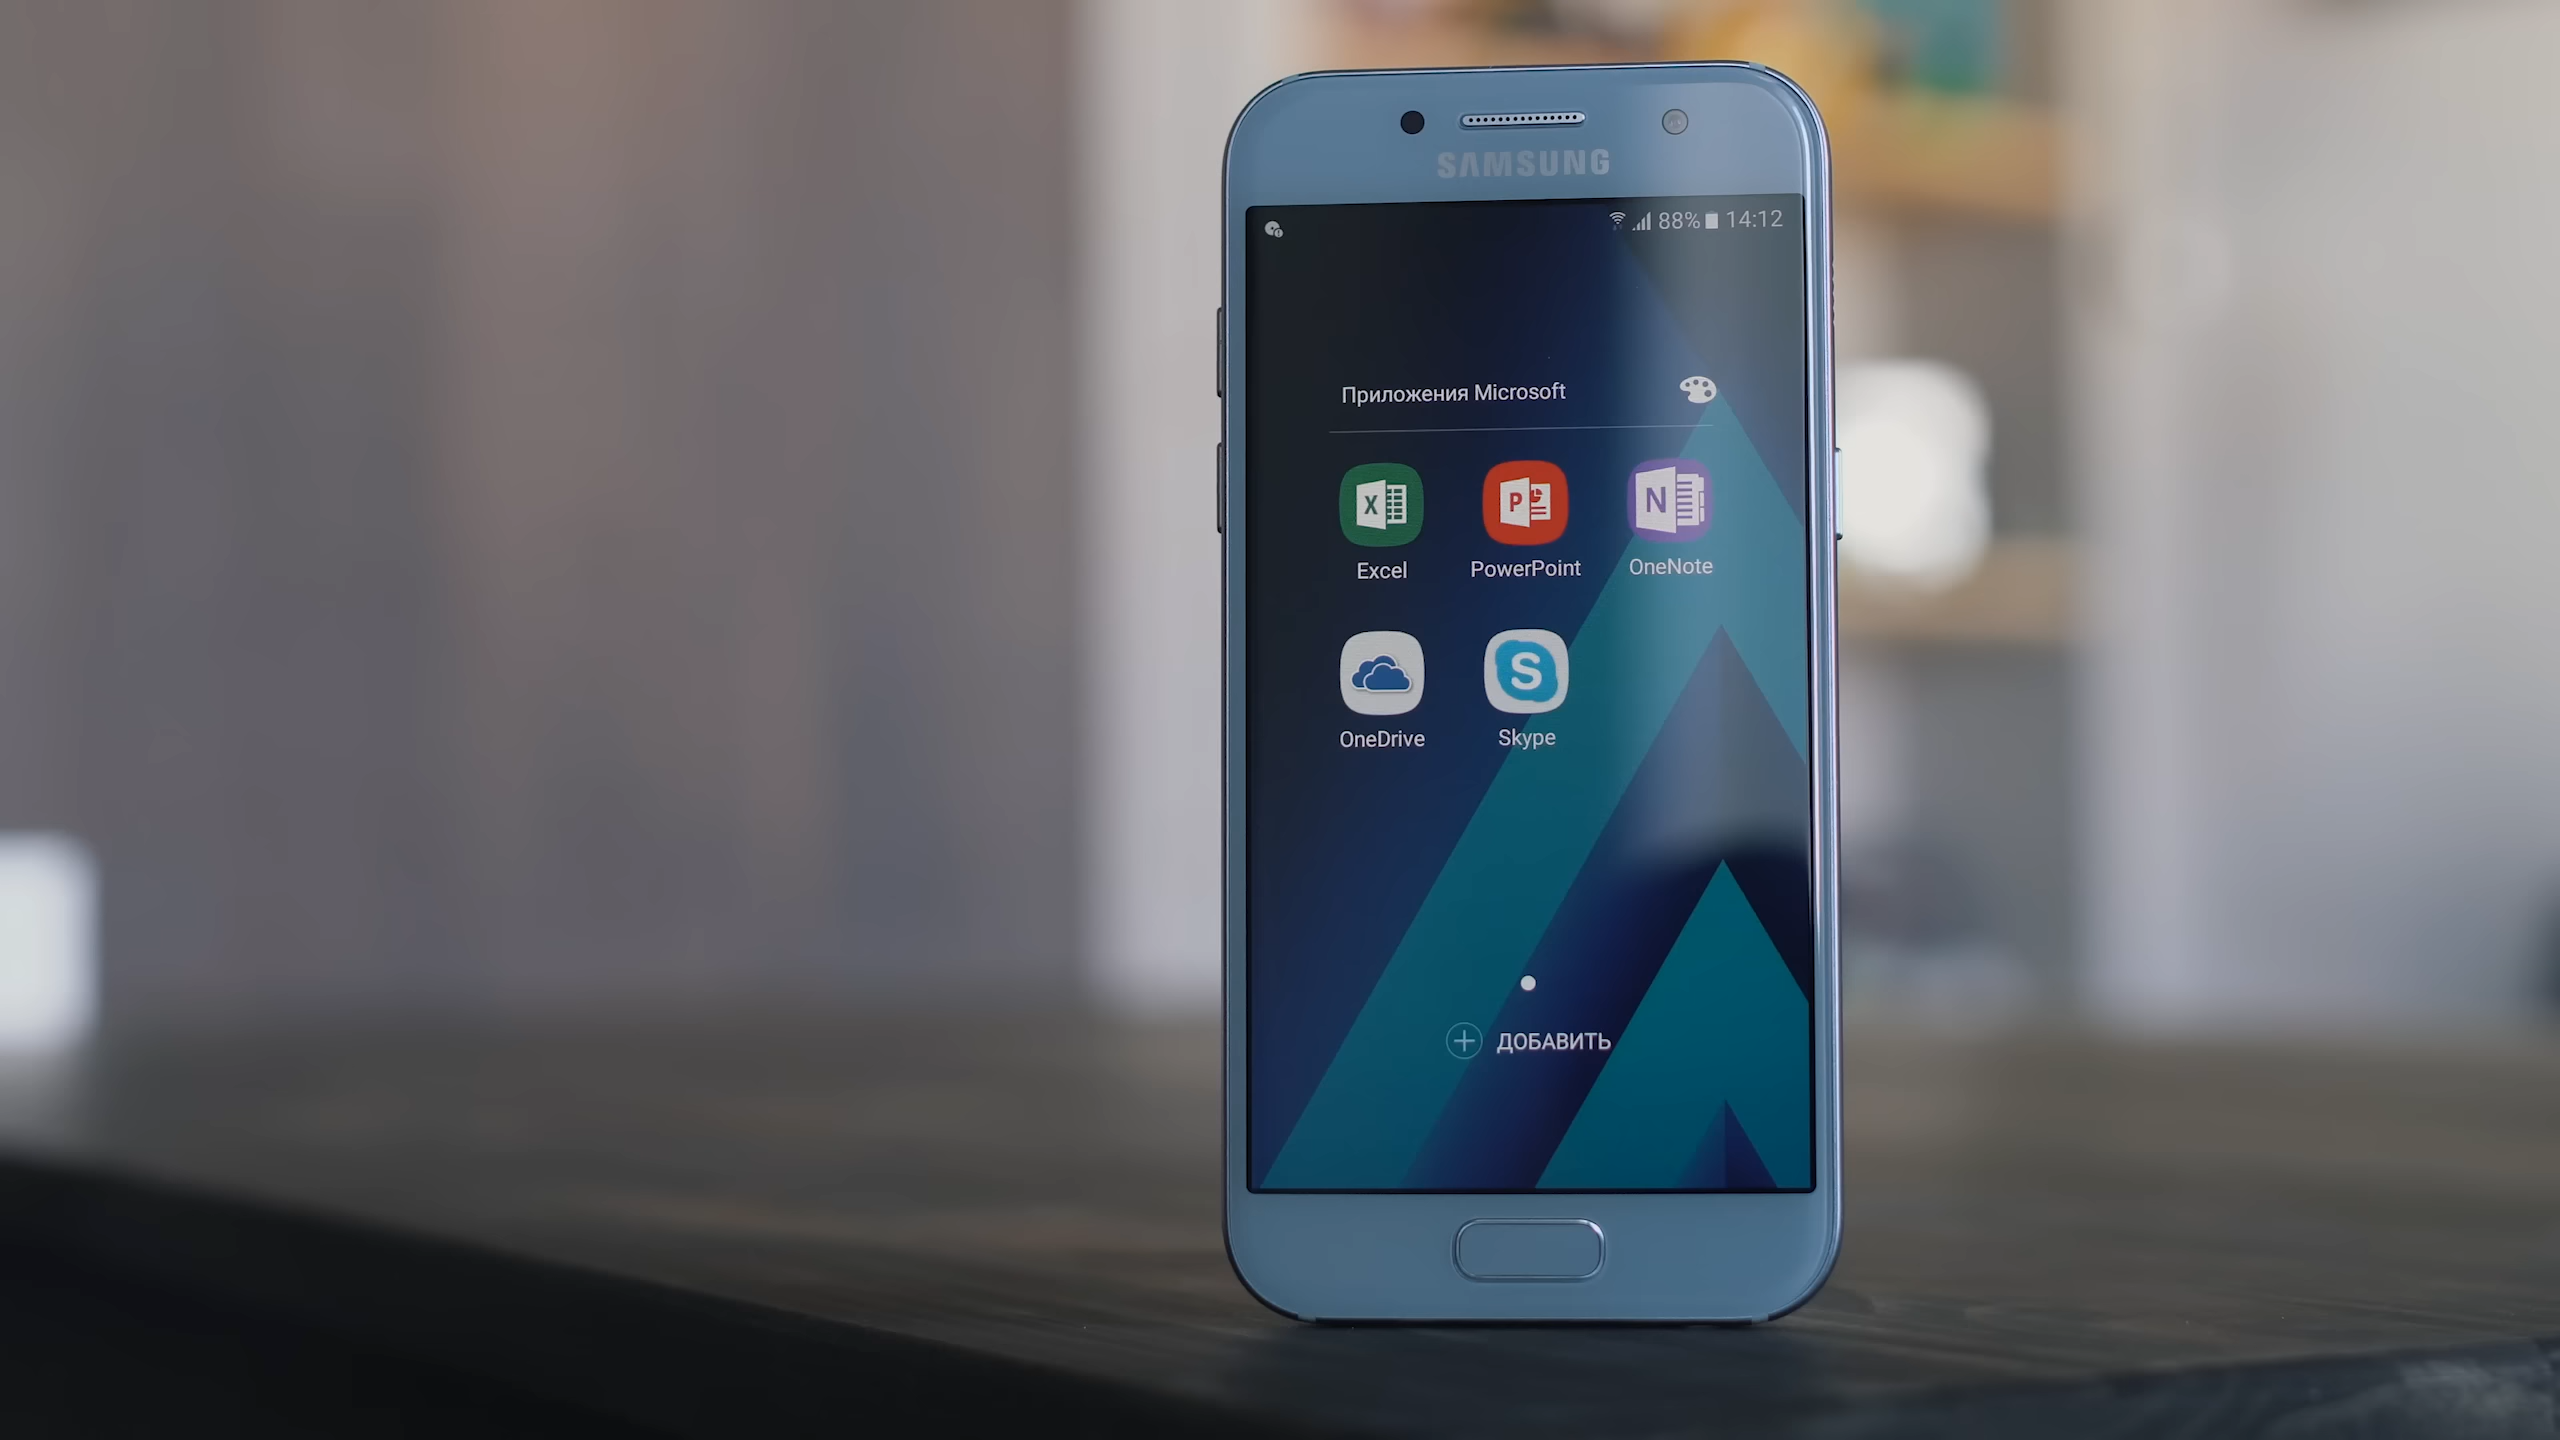 SAMSUNG
88% 14:12
Приложения Microsoft
Excel PowerPoint OneNote
OneDrive Skype
ДОБАВИТЬ